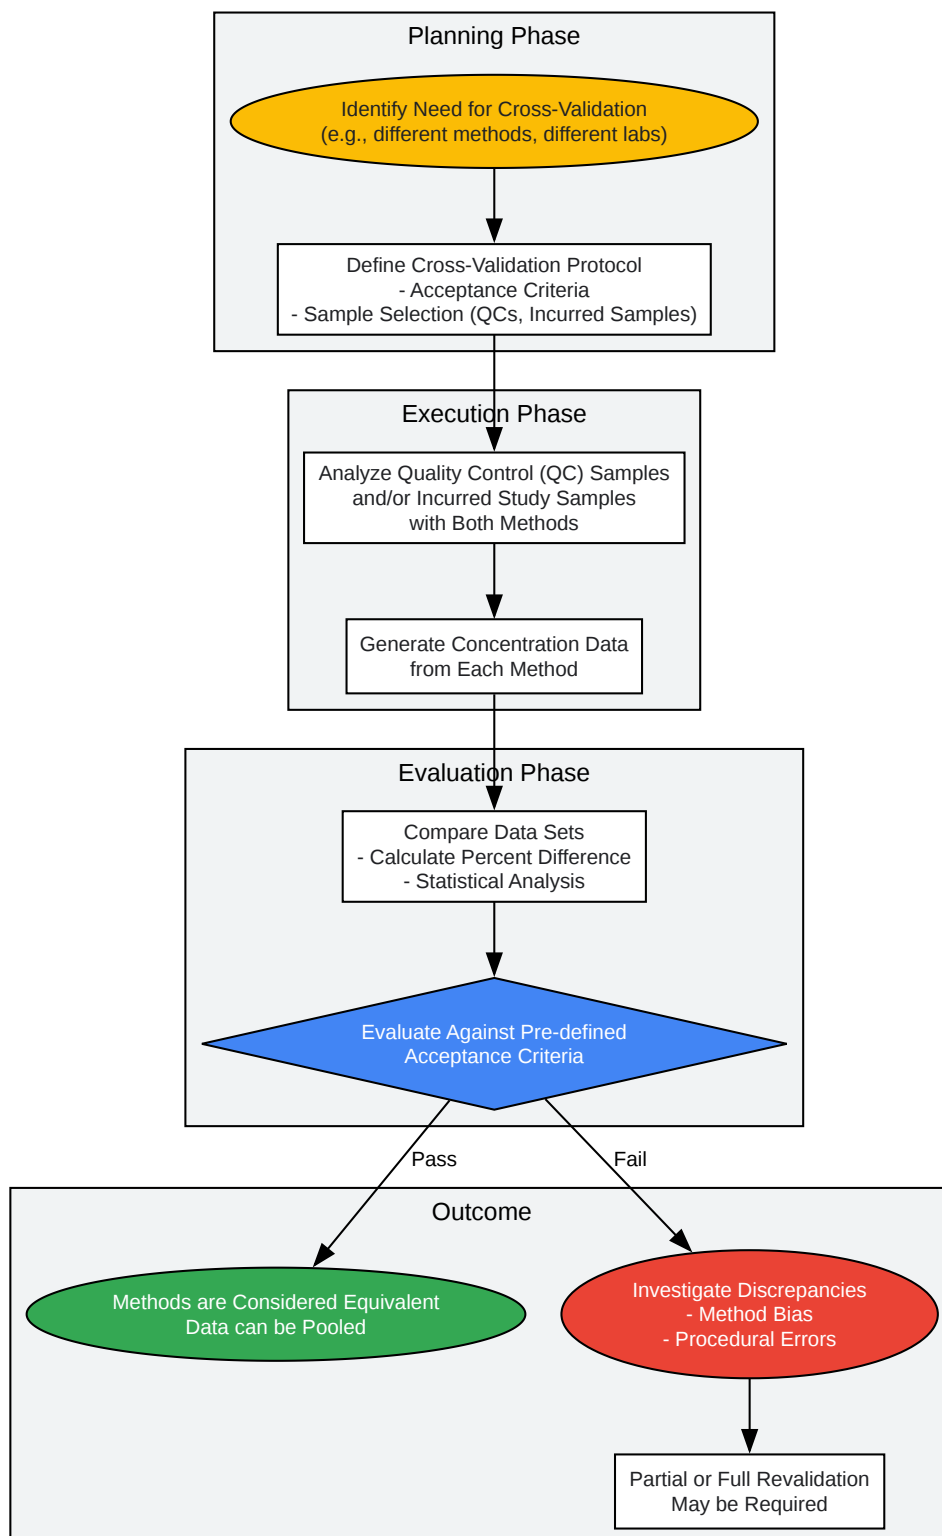 Planning Phase
Identify Need for Cross-Validation
(e.g., different methods, different labs)
Define Cross-Validation Protocol
- Acceptance Criteria
- Sample Selection (QCs, Incurred Samples)
Execution Phase
Analyze Quality Control (QC) Samples
and/or Incurred Study Samples
with Both Methods
Generate Concentration Data
from Each Method
Evaluation Phase
Compare Data Sets
- Calculate Percent Difference
- Statistical Analysis
Evaluate Against Pre-defined
Acceptance Criteria
Pass
Fail
Outcome
Methods are Considered Equivalent
Data can be Pooled
Investigate Discrepancies
- Method Bias
- Procedural Errors
Partial or Full Revalidation
May be Required